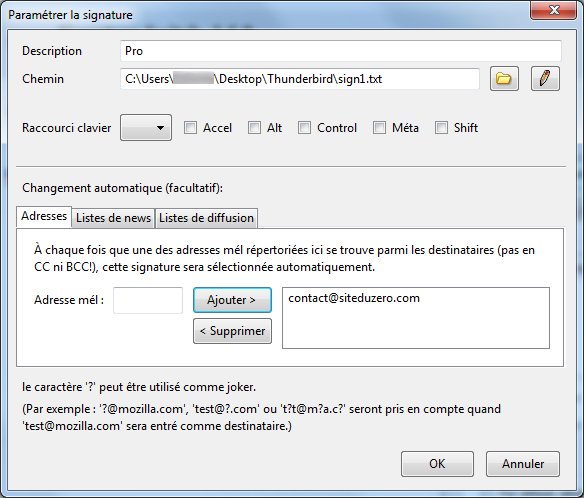 Paramétrer la signature
Description Pro
Chemin C:\Users\ \Desktop\Thunderbird\sign1.txt
Raccourci clavier Accel Alt Control Méta Shift
Changement automatique (facultatif):
Adresses Listes de news Listes de diffusion
À chaque fois que une des adresses mél répertoriées ici se trouve parmi les destinataires (pas en
CC ni BCC!), cette signature sera sélectionnée automatiquement.
Adresse mél : Ajouter > contact@siteduzero.com
< Supprimer
le caractère '?' peut être utilisé comme joker.
(Par exemple : '?@mozilla.com', 'test@?.com' ou 't?t@m?a.c?' seront pris en compte quand
'test@mozilla.com' sera entré comme destinataire.)
OK Annuler